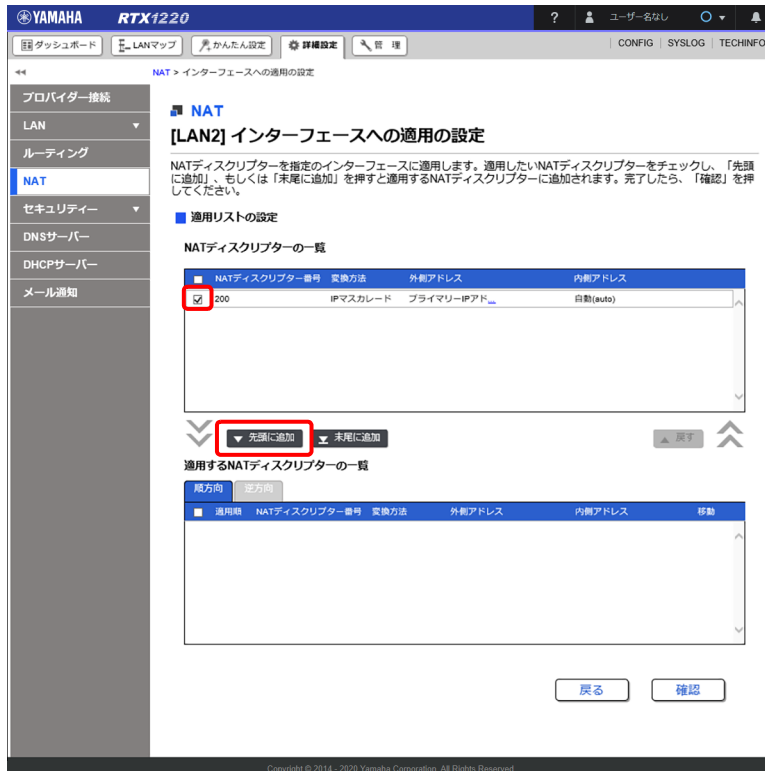 YAMAHA RTX1220 ? ユーザー名なし
ダッシュボード LANマップ かんたん設定 詳細設定 管 理 CONFIG SYSLOG TECHINFO
NAT > インターフェースへの適用の設定
プロバイダー接続
LAN
ルーティング
NAT
セキュリティー
DNSサーバー
DHCPサーバー
メール通知
NAT
[LAN2] インターフェースへの適用の設定
NATディスクリプターを指定のインターフェースに適用します。適用したいNATディスクリプターをチェックし、「先頭
に追加」、もしくは「末尾に追加」を押すと適用するNATディスクリプターに追加されます。完了したら、「確認」を押
してください。
適用リストの設定
NATディスクリプターの一覧
NATディスクリプター番号 変換方法 外側アドレス 内側アドレス
200 IPマスカレード プライマリーIPアド... 自動(auto)
先頭に追加 末尾に追加 戻す
適用するNATディスクリプターの一覧
順方向 逆方向
適用順 NATディスクリプター番号 変換方法 外側アドレス 内側アドレス 移動
戻る 確認
Copyright © 2014 - 2020 Yamaha Corporation. All Rights Reserved.